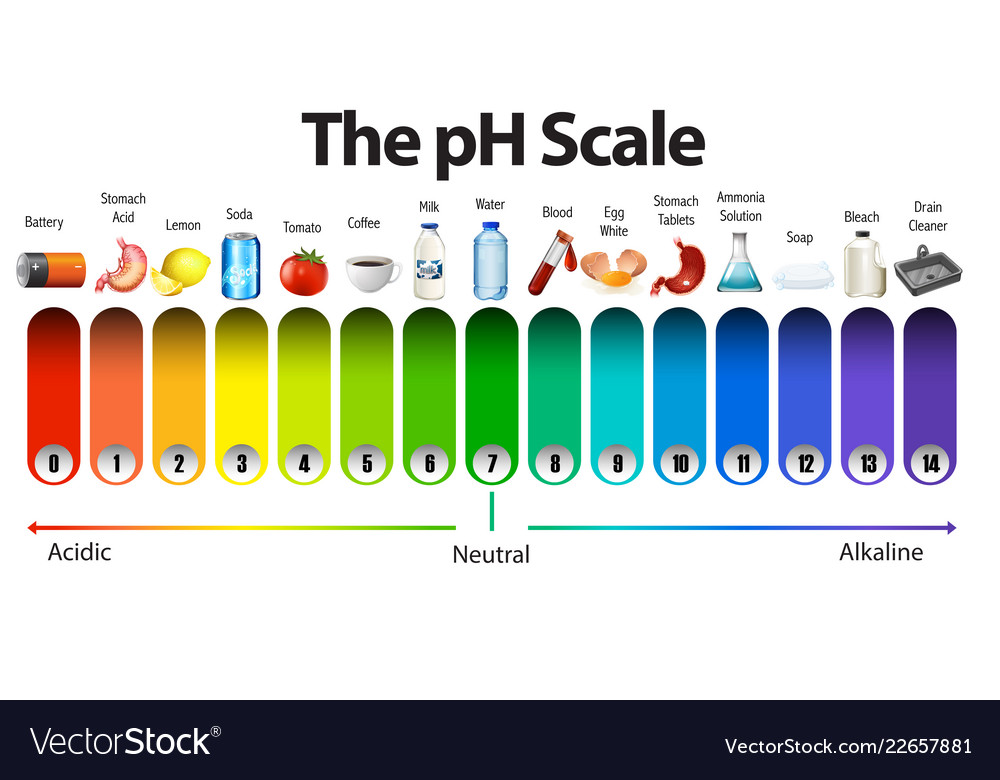 The pH Scale
Battery
Stomach
Acid
Lemon
Soda
Tomato
Coffee
Milk
Water
Blood
Egg
White
Stomach
Tablets
Ammonia
Solution
Soap
Bleach
Drain
Cleaner
+ −
Soda
milk
0 1 2 3 4 5 6 7 8 9 10 11 12 13 14
Acidic Neutral Alkaline
VectorStock®
VectorStock.com/22657881